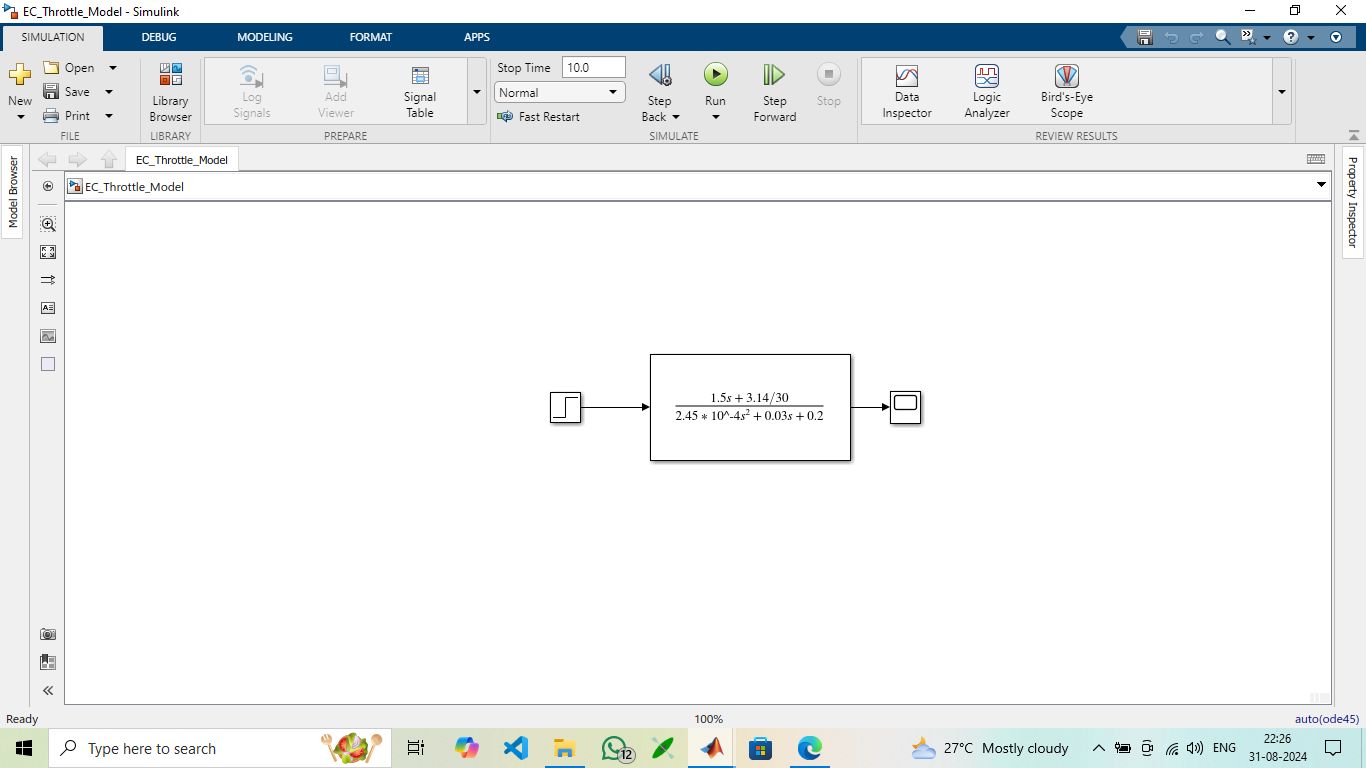 EC_Throttle_Model - Simulink
SIMULATION DEBUG MODELING FORMAT APPS
New
Open
Save
Print
FILE
Library
Browser
LIBRARY
Log
Signals
Add
Viewer
Signal
Table
PREPARE
Stop Time 10.0
Normal
Fast Restart
Step
Back
Run
Step
Forward
Stop
SIMULATE
Data
Inspector
Logic
Analyzer
Bird's-Eye
Scope
REVIEW RESULTS
Model Browser
EC_Throttle_Model
EC_Throttle_Model
Property Inspector
1.5s + 3.14/30
2.45 * 10^-4s² + 0.03s + 0.2
Ready 100% auto(ode45)
Type here to search
12
27°C Mostly cloudy
ENG
22:26
31-08-2024